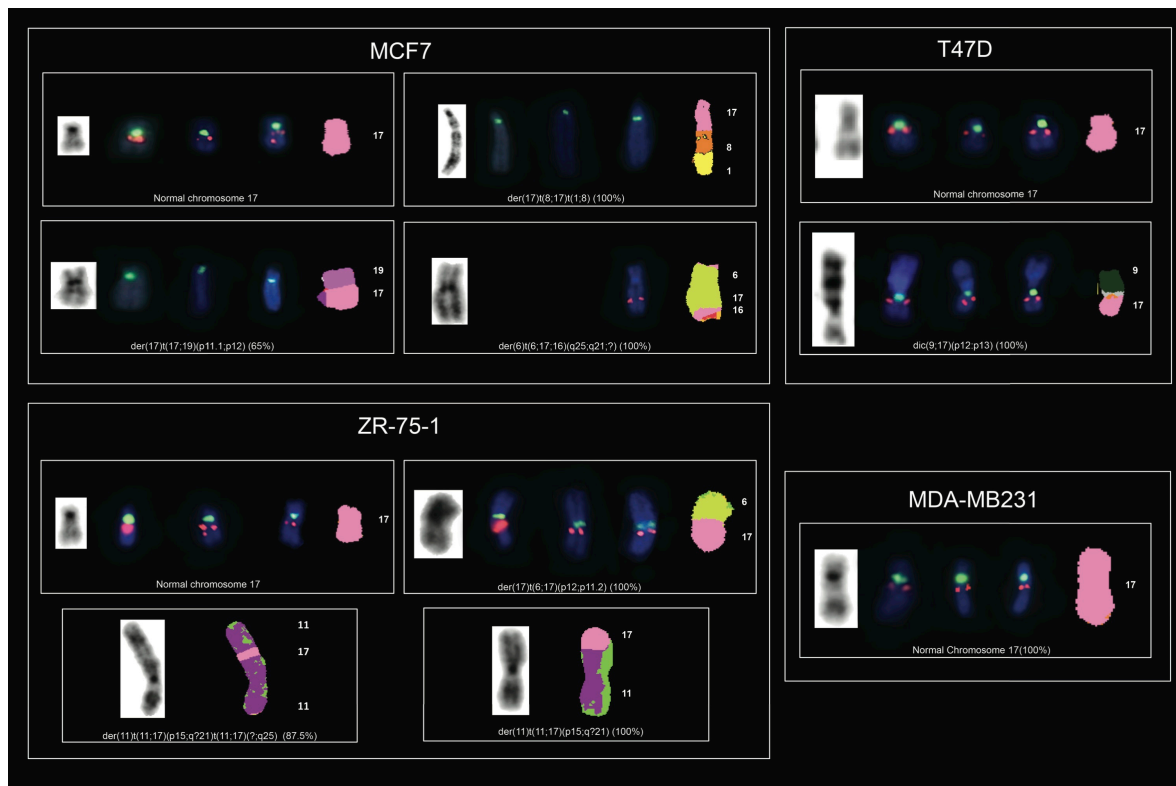 MCF7
17
Normal chromosome 17
17
8
1
der(17)t(8;17)t(1;8) (100%)
19
17
der(17)t(17;19)(p11.1;p12) (65%)
6
17
16
der(6)t(6;17;16)(q25;q21;?) (100%)
T47D
17
Normal chromosome 17
9
17
dic(9;17)(p12:p13) (100%)
ZR-75-1
17
Normal chromosome 17
6
17
der(17)t(6;17)(p12;p11.2) (100%)
11
17
11
der(11)t(11;17)(p15;q?21)t(11;17)(?;q25) (87.5%)
17
11
der(11)t(11;17)(p15;q?21) (100%)
MDA-MB231
17
Normal Chromosome 17(100%)